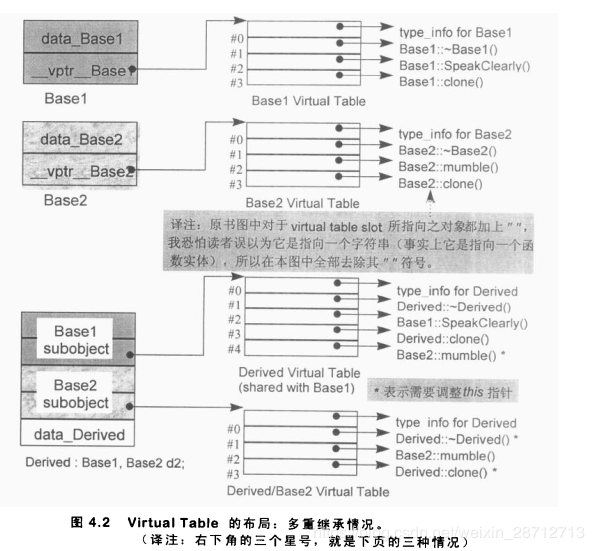 data_Base1
__vptr__Base1
Base1
#0
#1
#2
#3
Base1 Virtual Table
type_info for Base1
Base1::~Base1()
Base1::SpeakClearly()
Base1::clone()
data_Base2
__vptr__Base2
Base2
#0
#1
#2
#3
Base2 Virtual Table
type_info for Base2
Base2::~Base2()
Base2::mumble()
Base2::clone()
译注：原书图中对于 virtual table slot 所指向之对象都加上 " "，
我恐怕读者误以为它是指向一个字符串（事实上它是指向一个函
数实体），所以在本图中全部去除其 " " 符号。
Base1
subobject
Base2
subobject
data_Derived
Derived : Base1, Base2 d2;
#0
#1
#2
#3
#4
Derived Virtual Table
(shared with Base1)
type_info for Derived
Derived::~Derived()
Base1::SpeakClearly()
Derived::clone()
Base2::mumble() *
* 表示需要调整this 指针
#0
#1
#2
#3
Derived/Base2 Virtual Table
type info for Derived
Derived::~Derived() *
Base2::mumble()
Derived::clone() *
图 4.2 Virtual Table 的布局：多重继承情况。
（译注：右下角的三个星号，就是下页的三种情况）
csdn.net/weixin_28712713